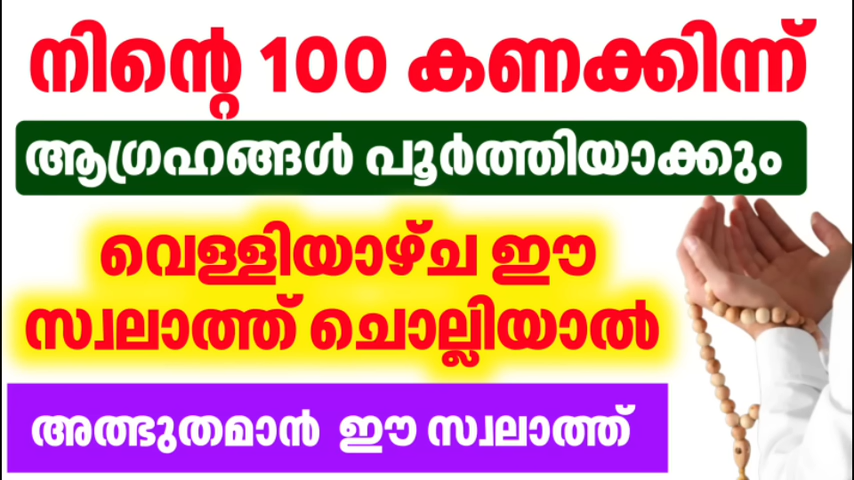 നിന്റെ 100 കണക്കിന്ന്
ആഗ്രഹങ്ങൾ പൂർത്തിയാക്കും
വെള്ളിയാഴ്ച ഈ
സ്വലാത്ത് ചൊല്ലിയാൽ
അത്ഭുതമാൻ ഈ സ്വലാത്ത്